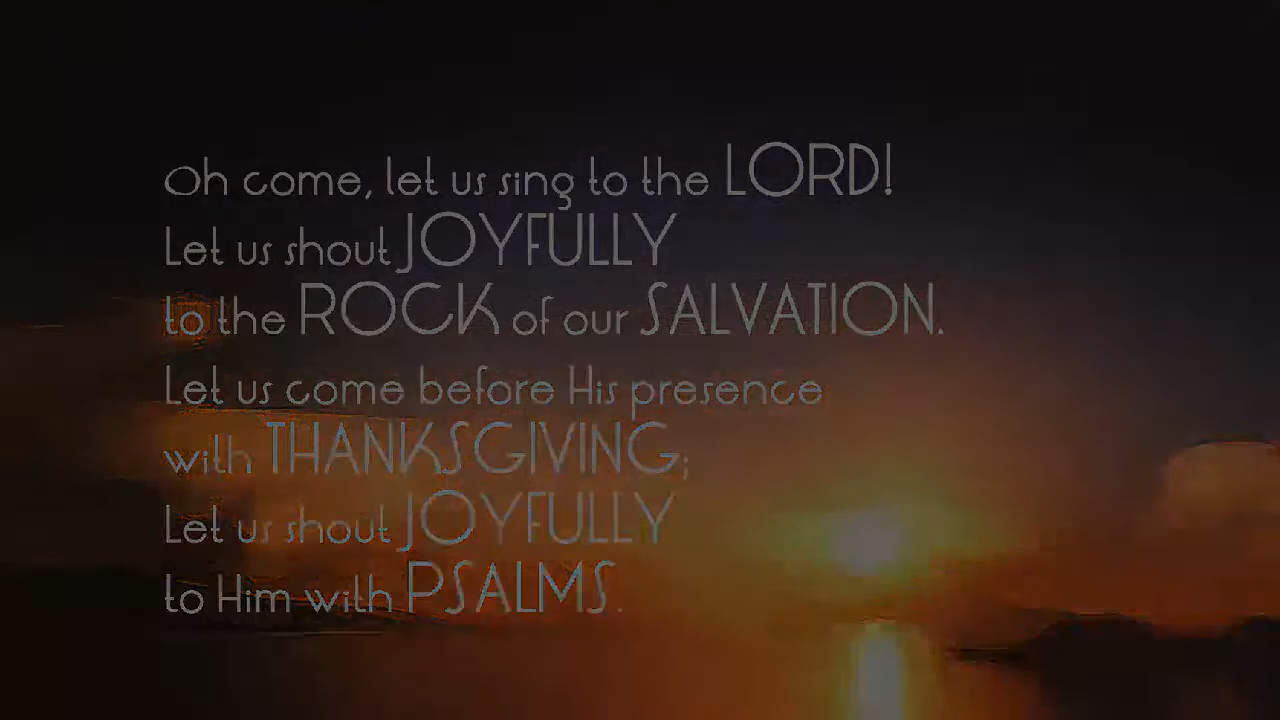 Oh come, let us sing to the LORD!
Let us shout JOYFULLY
to the ROCK of our SALVATION.
Let us come before His presence
with THANKSGIVING;
Let us shout JOYFULLY
to Him with PSALMS.